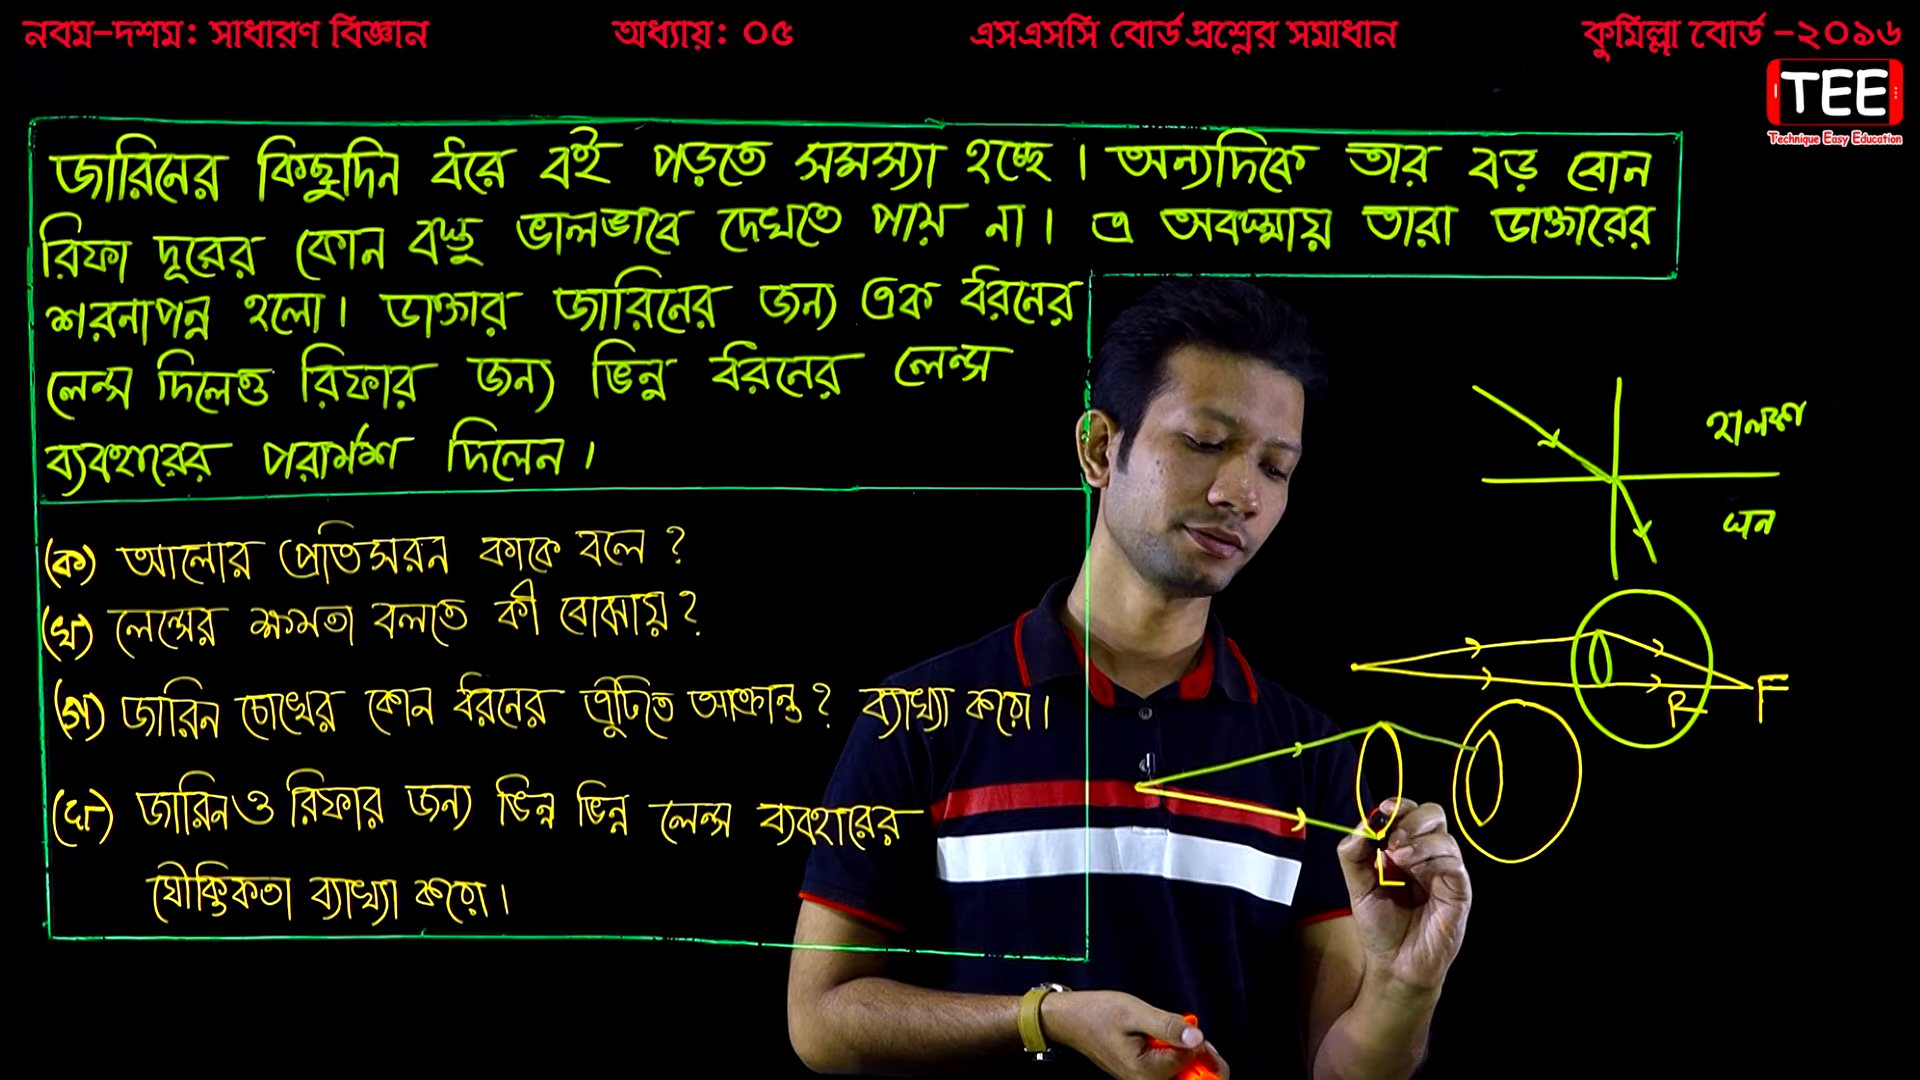 নবম-দশম: সাধারণ বিজ্ঞান
অধ্যায়: ০৫
এসএসসি বোর্ড প্রশ্নের সমাধান
কুমিল্লা বোর্ড -২০১৬
TEE
Technique Easy Education
জারিনের কিছুদিন ধরে বই পড়তে সমস্যা হচ্ছে। অন্যদিকে তার বড় বোন
রিফা দূরের কোন বস্তু ভালভাবে দেখতে পায় না। এ অবস্থায় তারা ডাক্তারের
শরনাপন্ন হলো। ডাক্তার জারিনের জন্য এক ধরনের
লেন্স দিলেও রিফার জন্য ভিন্ন ধরনের লেন্স
ব্যবহারের পরামর্শ দিলেন।
(ক) আলোর প্রতিসরন কাকে বলে?
(খ) লেন্সের ক্ষমতা বলতে কী বোঝায়?
(গ) জারিন চোখের কোন ধরনের ত্রুটিতে আক্রান্ত? ব্যাখ্যা করো।
(ঘ) জারিন ও রিফার জন্য ভিন্ন ভিন্ন লেন্স ব্যবহারের
যৌক্তিকতা ব্যাখ্যা করো।
হালকা
ঘন
R
F
L